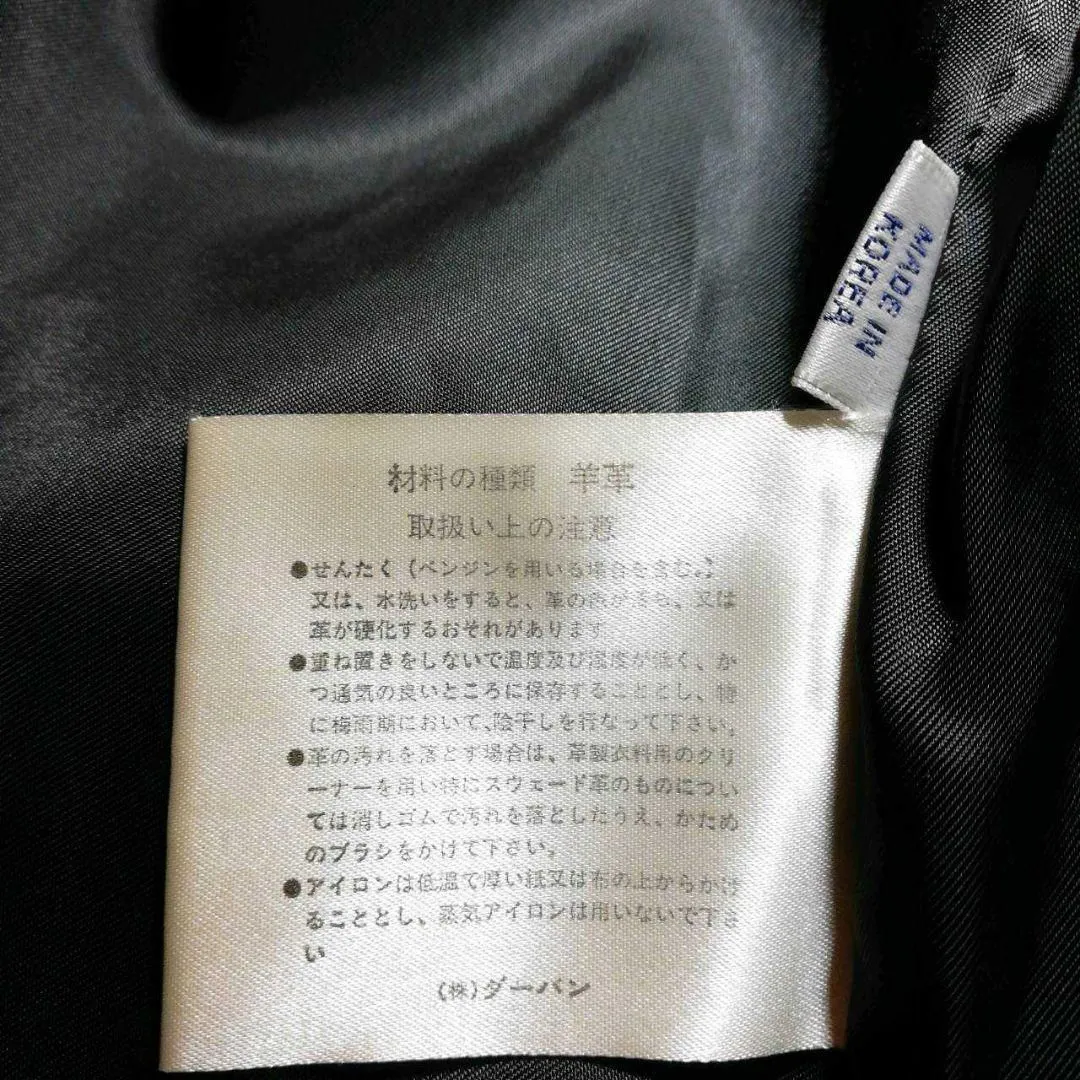 MADE IN
KOREA
材料の種類　羊革
取扱い上の注意
●せんたく（ベンジンを用いる場合を含む。）
又は、水洗いをすると、革の色が落ち、又は
革が硬化するおそれがあります
●重ね置きをしないで温度及び湿度が低く、か
つ通気の良いところに保存することとし、特
に梅雨期において、陰干しを行なって下さい。
●革の汚れを落とす場合は、革製衣料用のクリ
ーナーを用い特にスウェード革のものについ
ては消しゴムで汚れを落としたうえ、かため
のブラシをかけて下さい。
●アイロンは低温で厚い紙又は布の上からかけ
ることとし、蒸気アイロンは用いないで下さ
い
(株)ダーバン